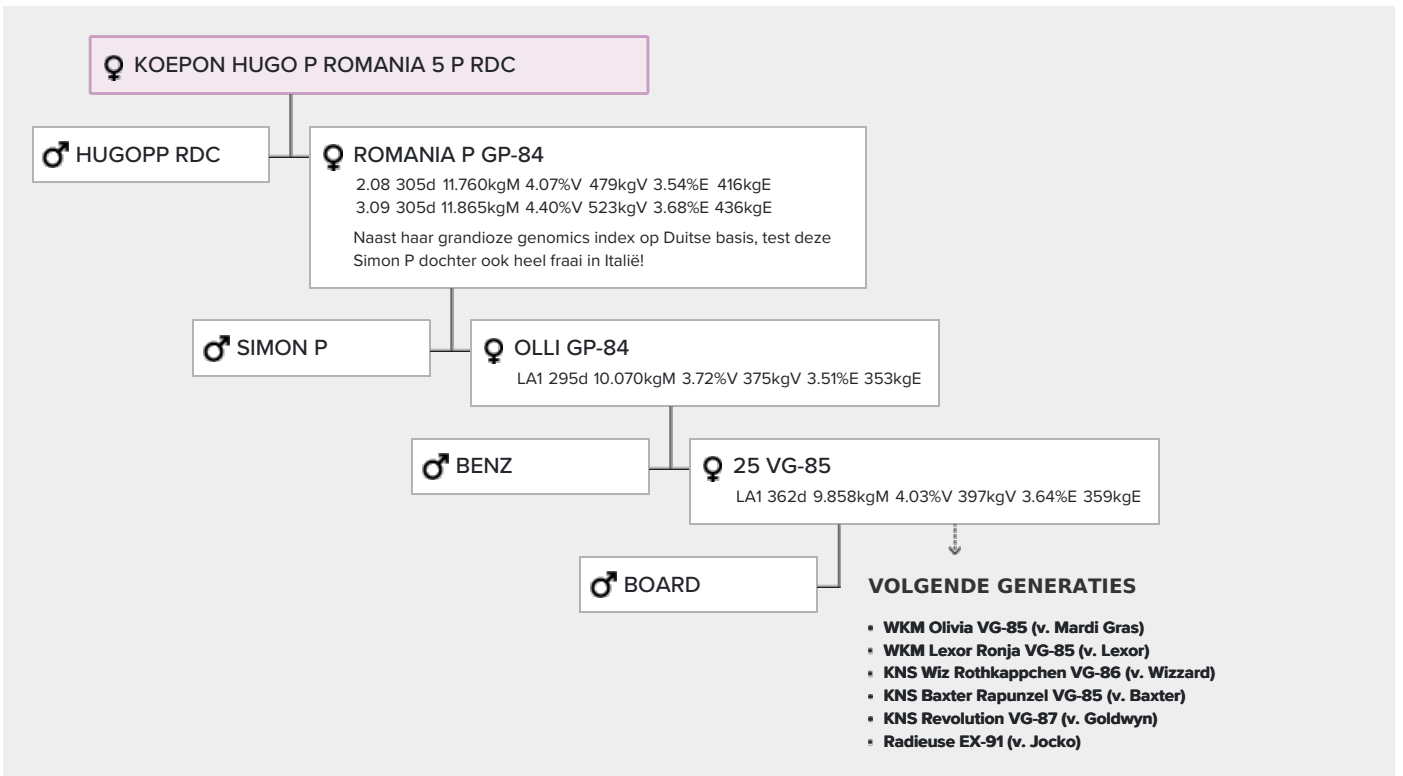 KOEPON HUGO P ROMANIA 5 P RDC
HUGOPP RDC
ROMANIA P GP-84
2.08 305d 11.760kgM 4.07%V 479kgV 3.54%E 416kgE
3.09 305d 11.865kgM 4.40%V 523kgV 3.68%E 436kgE
Naast haar grandioze genomics index op Duitse basis, test deze
Simon P dochter ook heel fraai in Italië!
SIMON P
OLLI GP-84
LA1 295d 10.070kgM 3.72%V 375kgV 3.51%E 353kgE
BENZ
25 VG-85
LA1 362d 9.858kgM 4.03%V 397kgV 3.64%E 359kgE
BOARD
VOLGENDE GENERATIES
WKM Olivia VG-85 (v. Mardi Gras)
WKM Lexor Ronja VG-85 (v. Lexor)
KNS Wiz Rothkappchen VG-86 (v. Wizzard)
KNS Baxter Rapunzel VG-85 (v. Baxter)
KNS Revolution VG-87 (v. Goldwyn)
Radieuse EX-91 (v. Jocko)